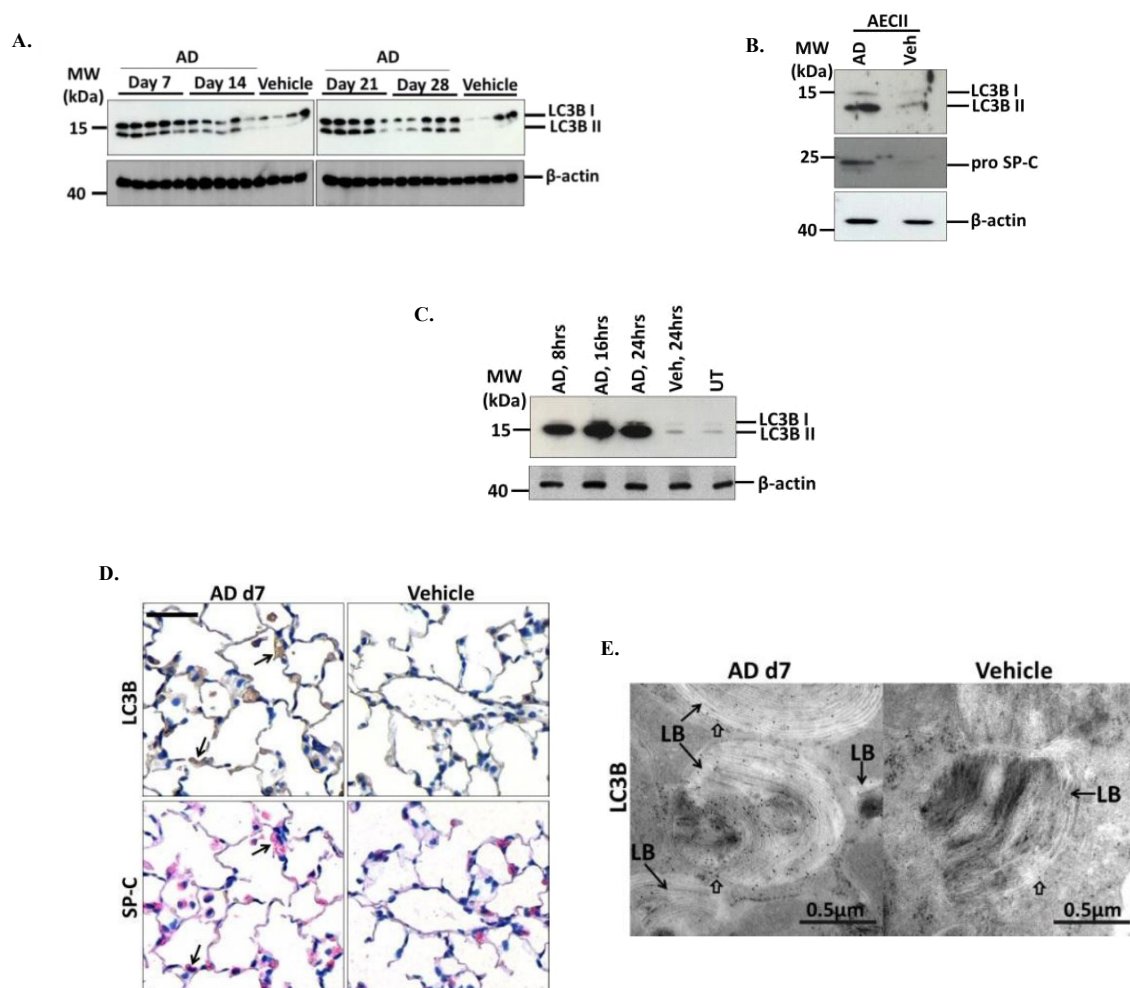 A.
AD
AD
MW
(kDa)
Day 7 Day 14 Vehicle
Day 21 Day 28 Vehicle
15
LC3B I
LC3B II
40
β-actin
B.
AECII
MW
(kDa)
AD
Veh
15
LC3B I
LC3B II
25
pro SP-C
40
β-actin
C.
MW
(kDa)
AD, 8hrs
AD, 16hrs
AD, 24hrs
Veh, 24hrs
UT
15
LC3B I
LC3B II
40
β-actin
D.
AD d7 Vehicle
LC3B
SP-C
E.
AD d7 Vehicle
LC3B
LB
LB
LB
LB
LB
0.5μm
0.5μm